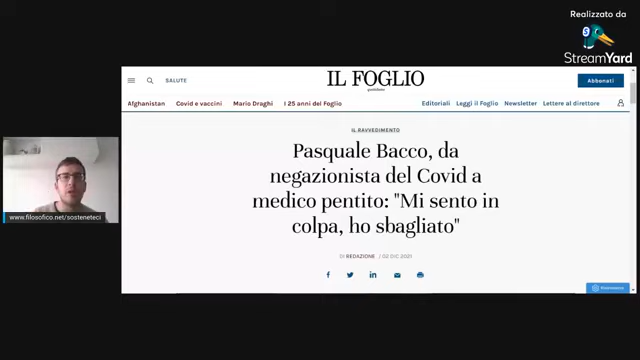 Realizzato da
StreamYard
SALUTE
IL FOGLIO
quotidiano
Abbonati
Afghanistan Covid e vaccini Mario Draghi I 25 anni del Foglio Editoriali Leggi il Foglio Newsletter Lettere al direttore
IL RAVVEDIMENTO
Pasquale Bacco, da
negazionista del Covid a
medico pentito: "Mi sento in
colpa, ho sbagliato"
DI REDAZIONE / 02 DIC 2021
www.filosofico.net/sosteneteci